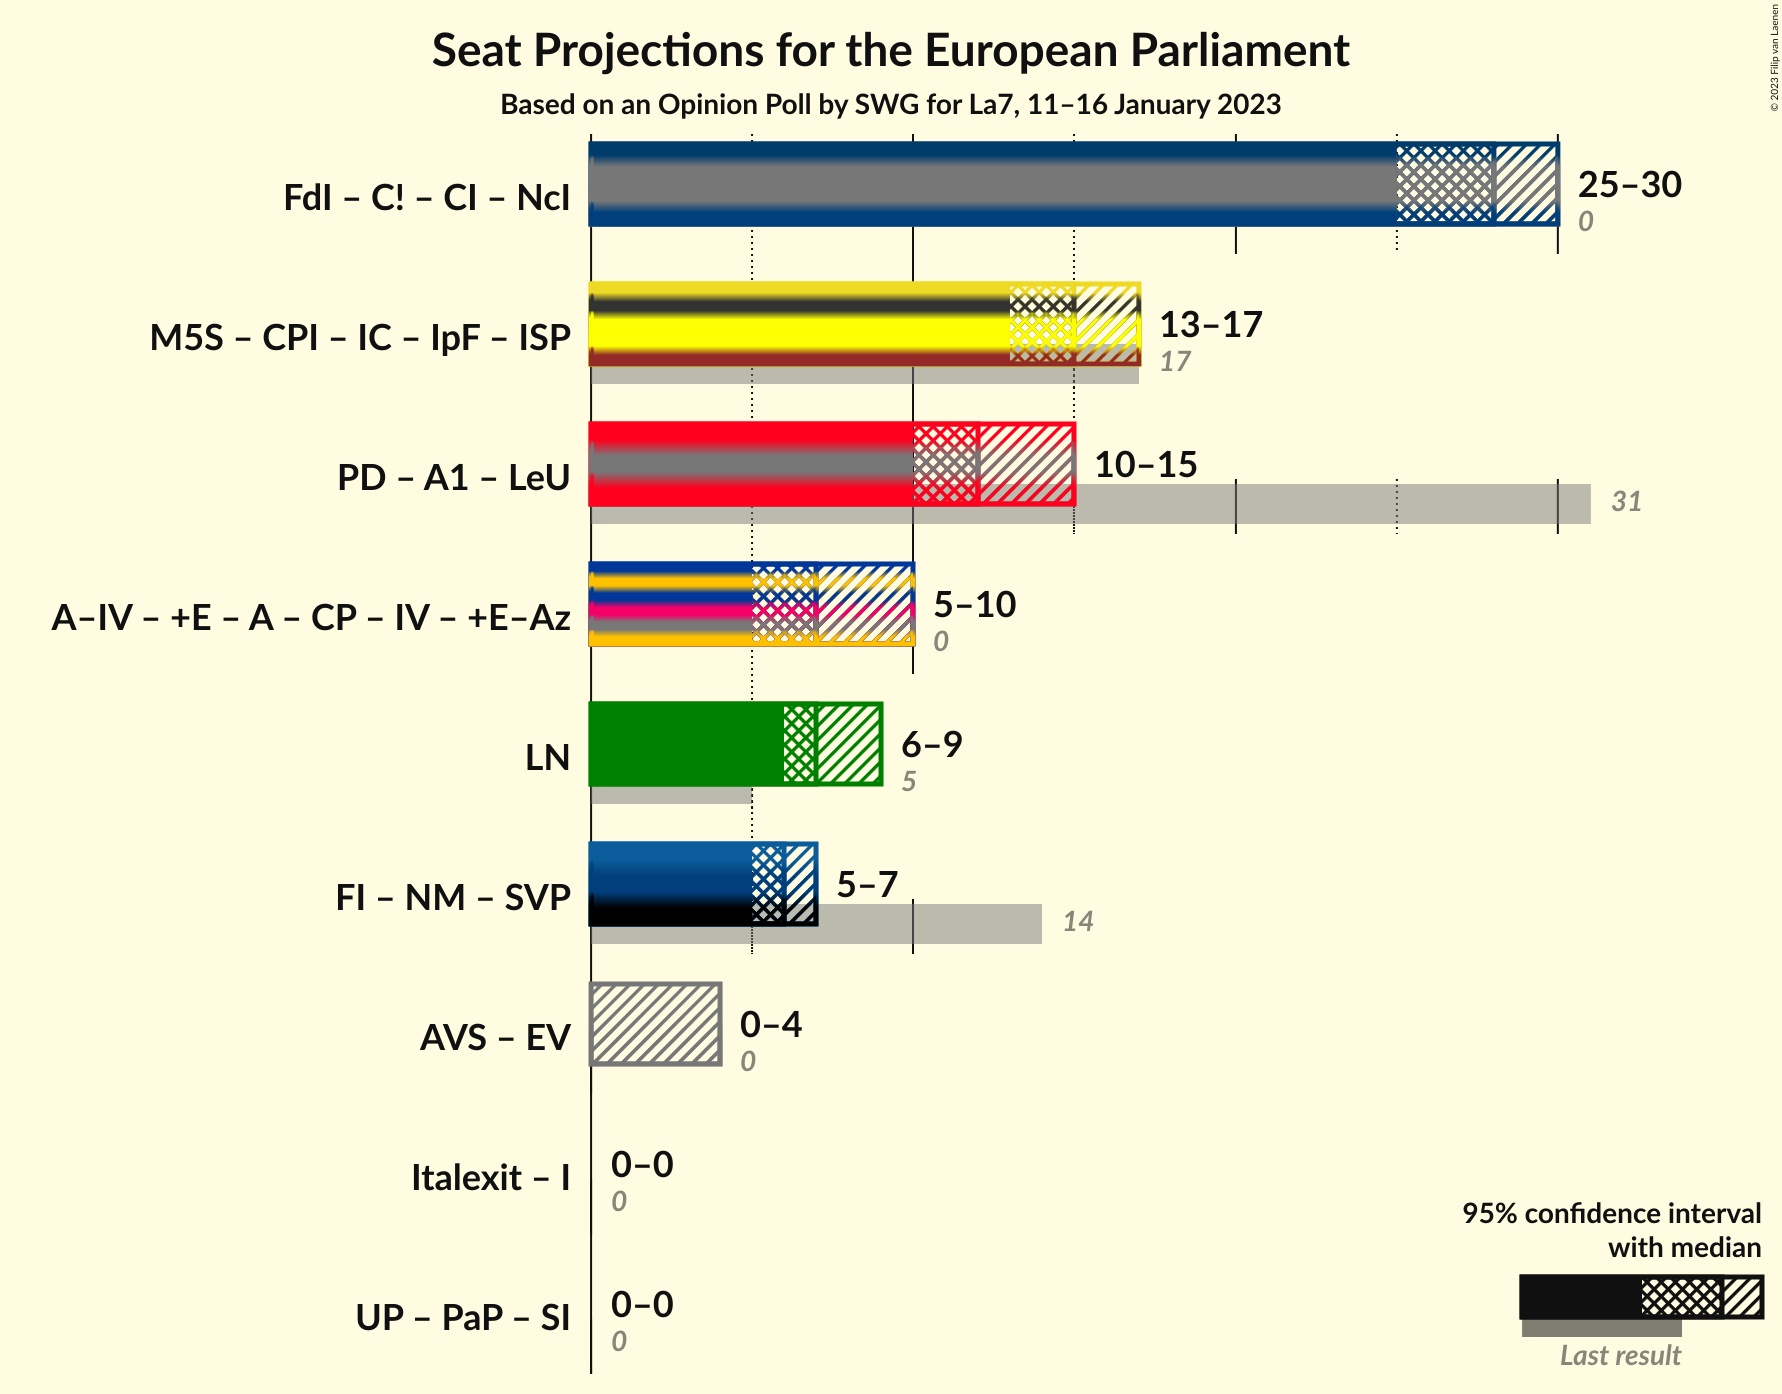 Seat Projections for the European Parliament
Based on an Opinion Poll by SWG for La7, 11–16 January 2023
© 2023 Filip van Laenen
FdI – C! – CI – NcI
25–30
0
M5S – CPI – IC – IpF – ISP
13–17
17
PD – A1 – LeU
10–15
31
A–IV – +E – A – CP – IV – +E–Az
5–10
0
LN
6–9
5
FI – NM – SVP
5–7
14
AVS – EV
0–4
0
Italexit – I
0–0
0
UP – PaP – SI
0–0
0
95% confidence interval
with median
Last result